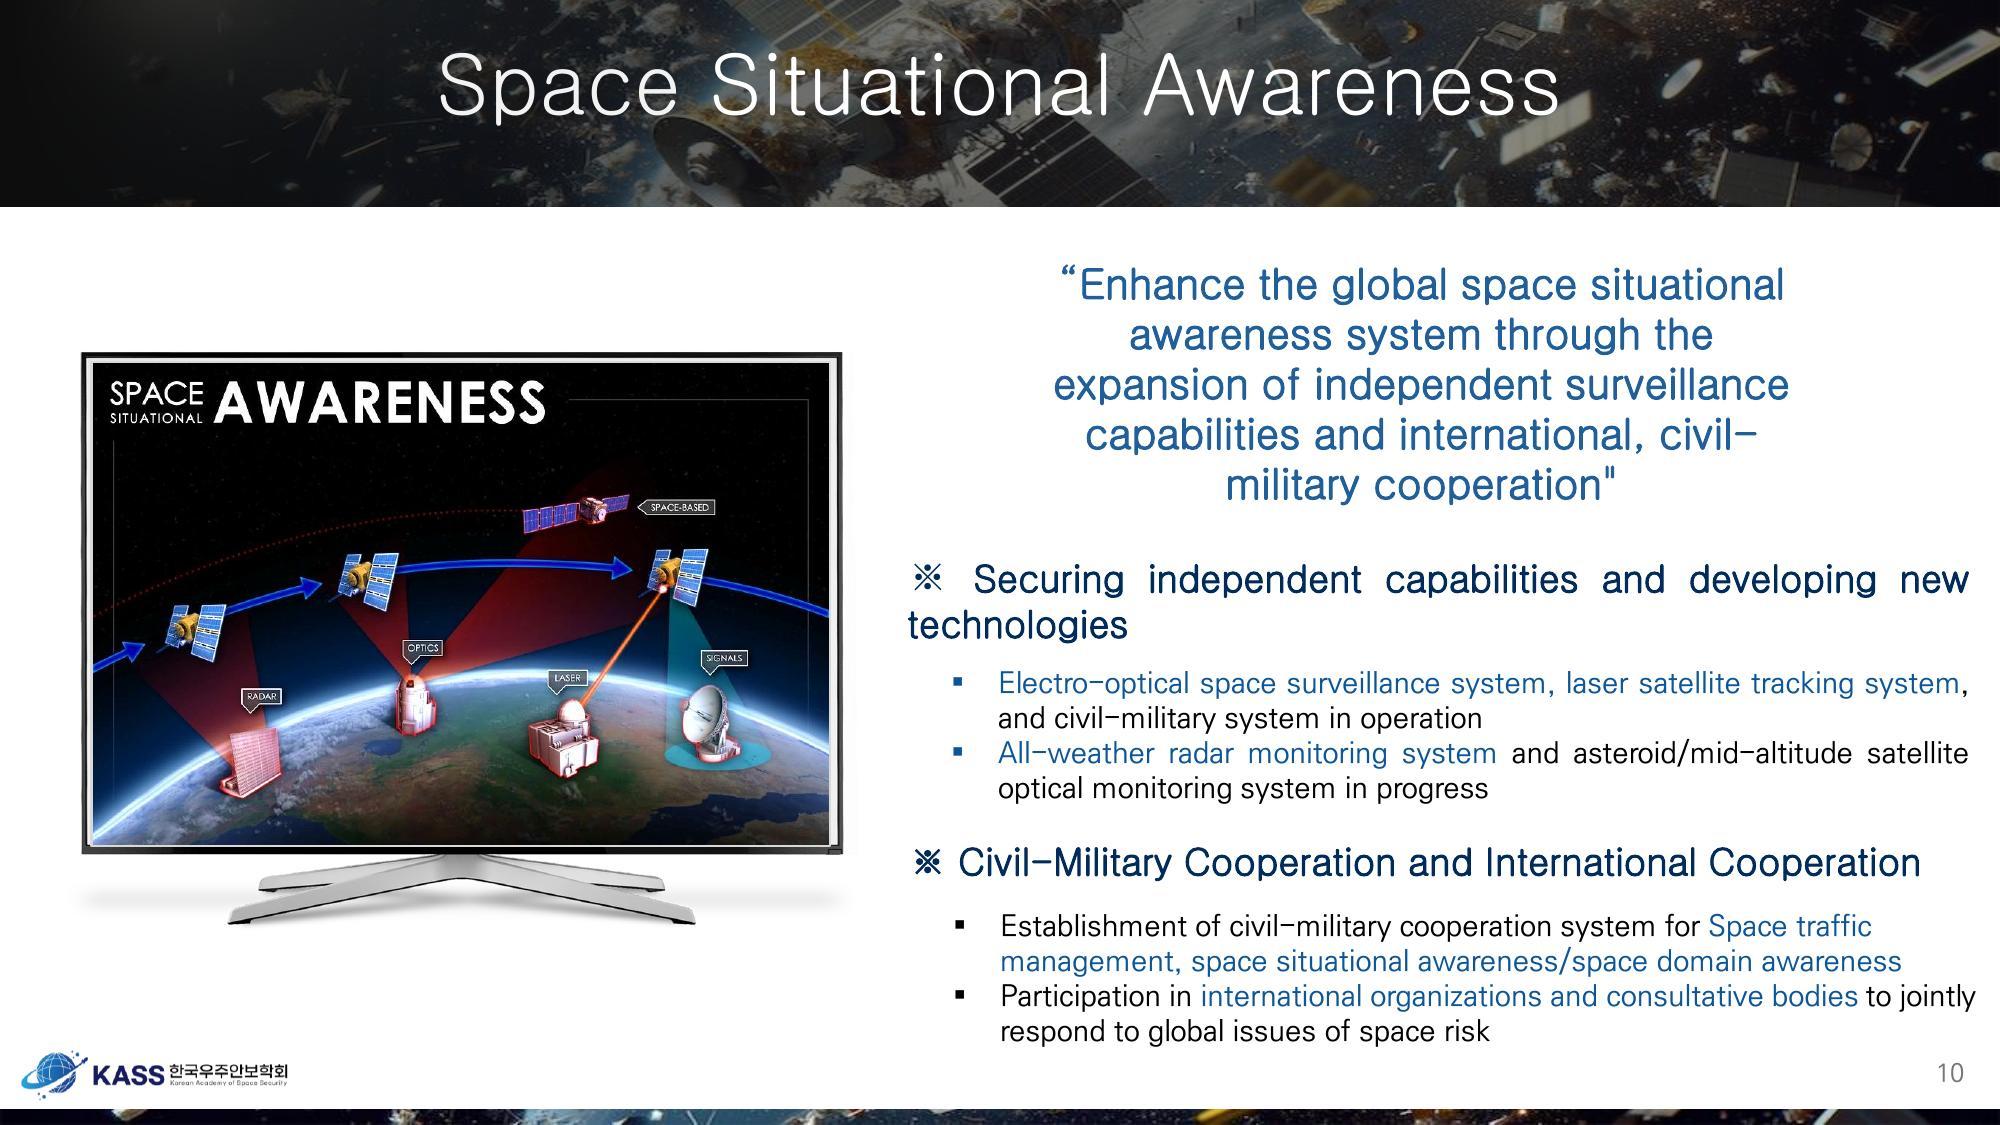 Space Situational Awareness
“Enhance the global space situational
awareness system through the
expansion of independent surveillance
capabilities and international, civil-
military cooperation"
SPACE
SITUATIONAL
AWARENESS
SPACE-BASED
OPTICS
SIGNALS
LASER
RADAR
※ Securing independent capabilities and developing new
technologies
▪ Electro-optical space surveillance system, laser satellite tracking system,
and civil-military system in operation
▪ All-weather radar monitoring system and asteroid/mid-altitude satellite
optical monitoring system in progress
※ Civil-Military Cooperation and International Cooperation
▪ Establishment of civil-military cooperation system for Space traffic
management, space situational awareness/space domain awareness
▪ Participation in international organizations and consultative bodies to jointly
respond to global issues of space risk
KASS 한국우주안보학회
Korean Academy of Space Security
10